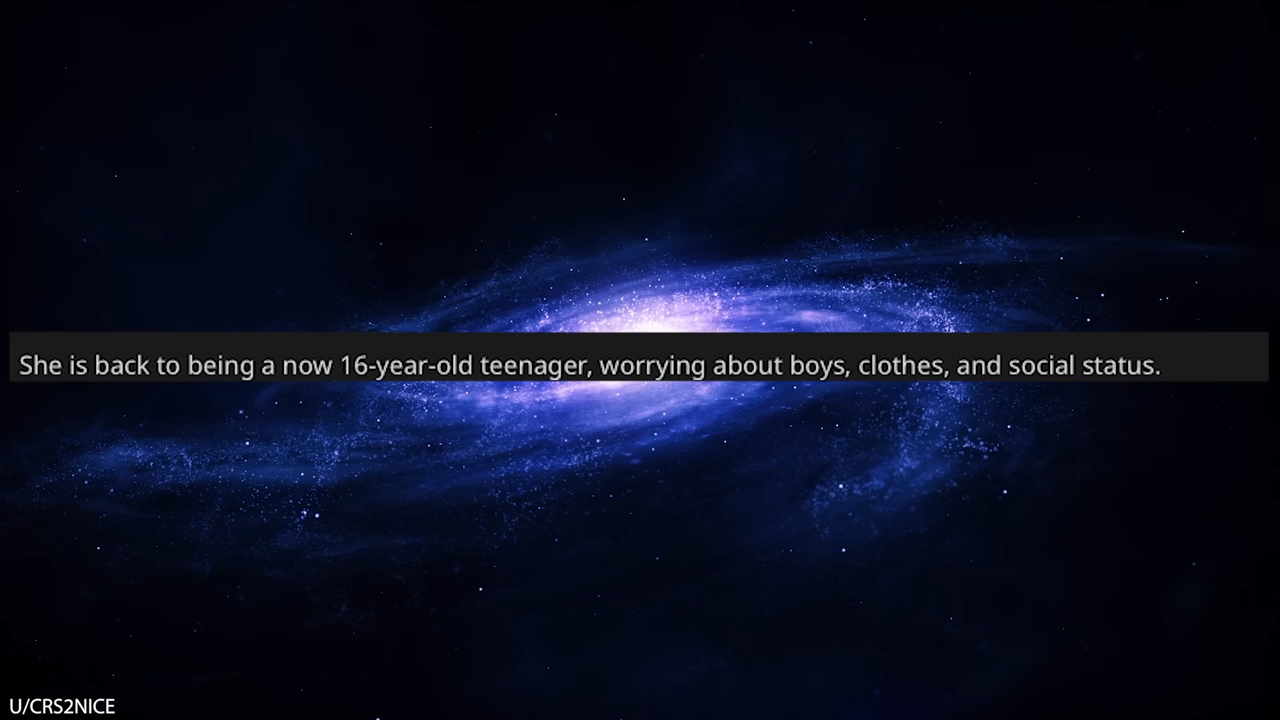 She is back to being a now 16-year-old teenager, worrying about boys, clothes, and social status.
U/CRS2NICE